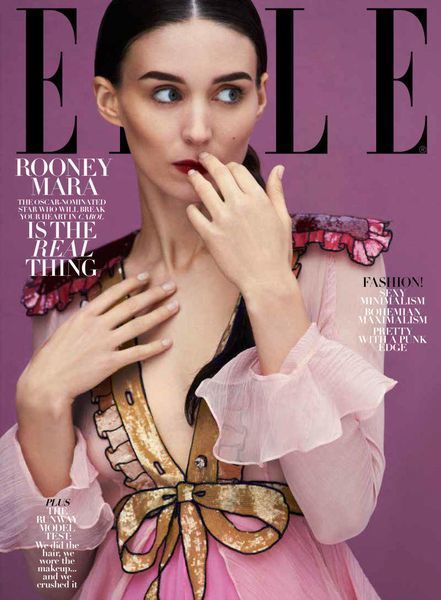 ELLE
ROONEY
MARA
THE OSCAR-NOMINATED
STAR WHO WILL BREAK
YOUR HEART IN CAROL
IS THE
REAL
THING
FASHION!
SEXY
MINIMALISM
BOHEMIAN
MAXIMALISM
PRETTY
WITH A PUNK
EDGE
PLUS
THE
RUNWAY
MODEL
TEST:
We did the
hair, we
wore the
makeup...
and we
crushed it